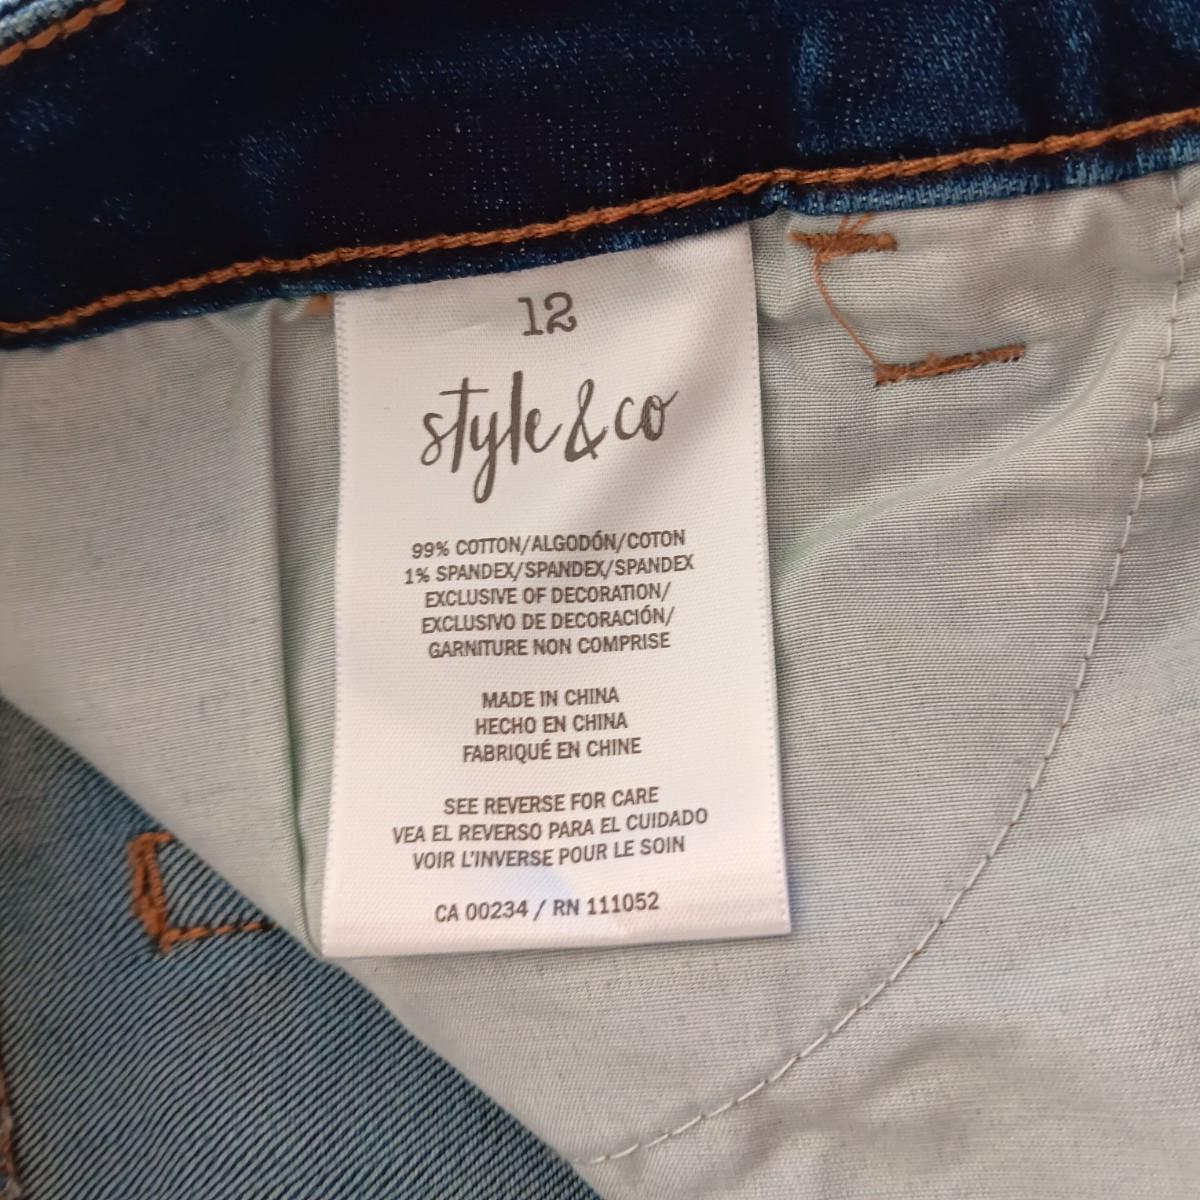 12
style&co
99% COTTON/ALGODÓN/COTON
1% SPANDEX/SPANDEX/SPANDEX
EXCLUSIVE OF DECORATION/
EXCLUSIVO DE DECORACIÓN/
GARNITURE NON COMPRISE
MADE IN CHINA
HECHO EN CHINA
FABRIQUÉ EN CHINE
SEE REVERSE FOR CARE
VEA EL REVERSO PARA EL CUIDADO
VOIR L'INVERSE POUR LE SOIN
CA 00234 / RN 111052